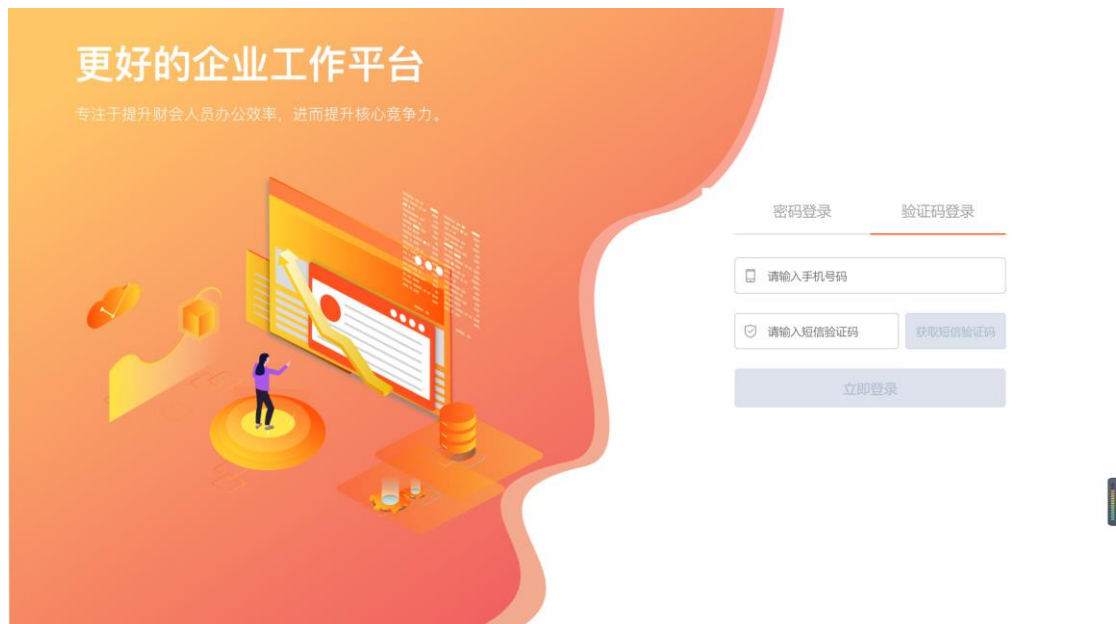 更好的企业工作平台
专注于提升财会人员办公效率，进而提升核心竞争力。
密码登录
验证码登录
请输入手机号码
请输入短信验证码
获取短信验证码
立即登录